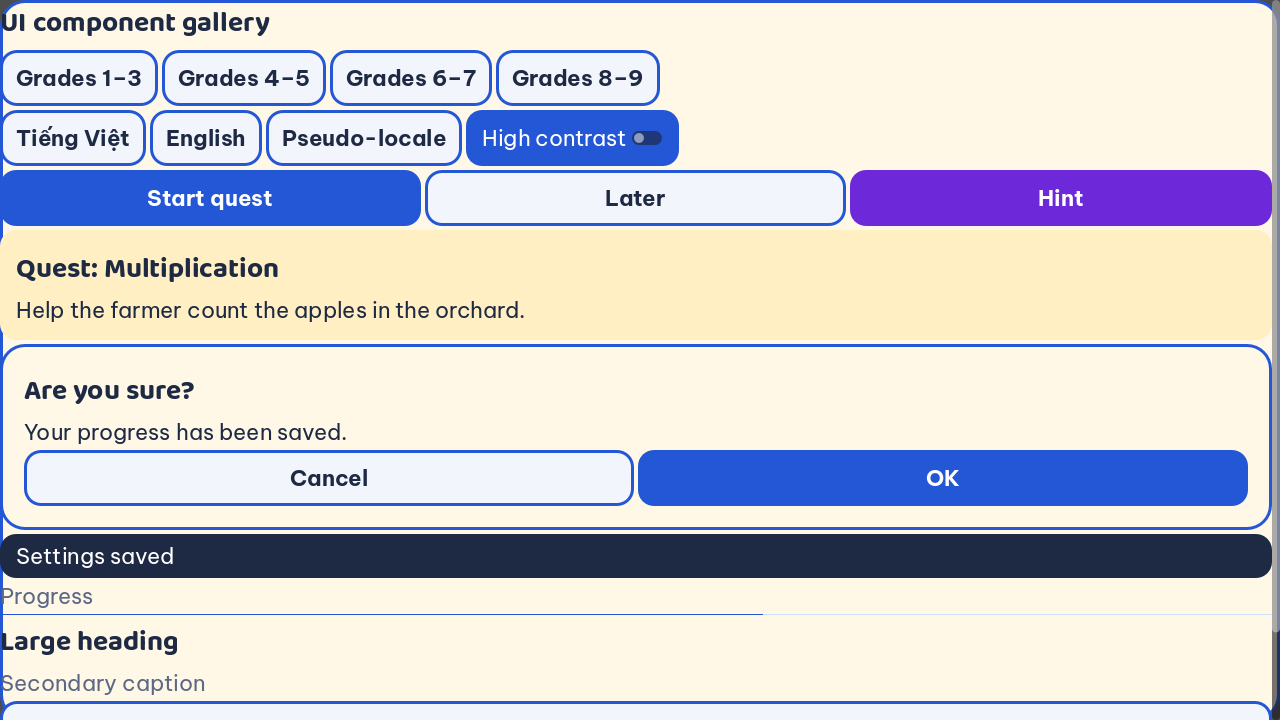 UI component gallery
Grades 1–3 Grades 4–5 Grades 6–7 Grades 8–9
Tiếng Việt English Pseudo-locale High contrast
Start quest Later Hint
Quest: Multiplication
Help the farmer count the apples in the orchard.
Are you sure?
Your progress has been saved.
Cancel OK
Settings saved
Progress
Large heading
Secondary caption